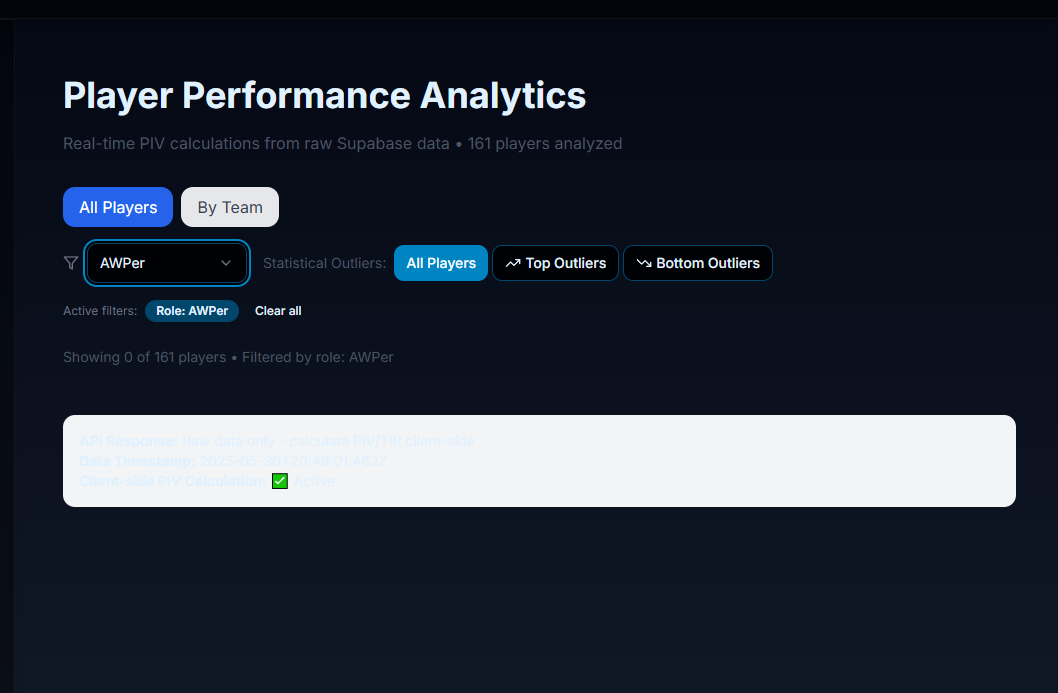 Player Performance Analytics
Real-time PIV calculations from raw Supabase data • 161 players analyzed
All Players By Team
AWPer Statistical Outliers: All Players Top Outliers Bottom Outliers
Active filters: Role: AWPer Clear all
Showing 0 of 161 players • Filtered by role: AWPer
API Response: Raw data only - calculate PIV/TIR client-side
Data Timestamp: 2025-05-30T20:49:01.462Z
Client-side PIV Calculation: ✅ Active